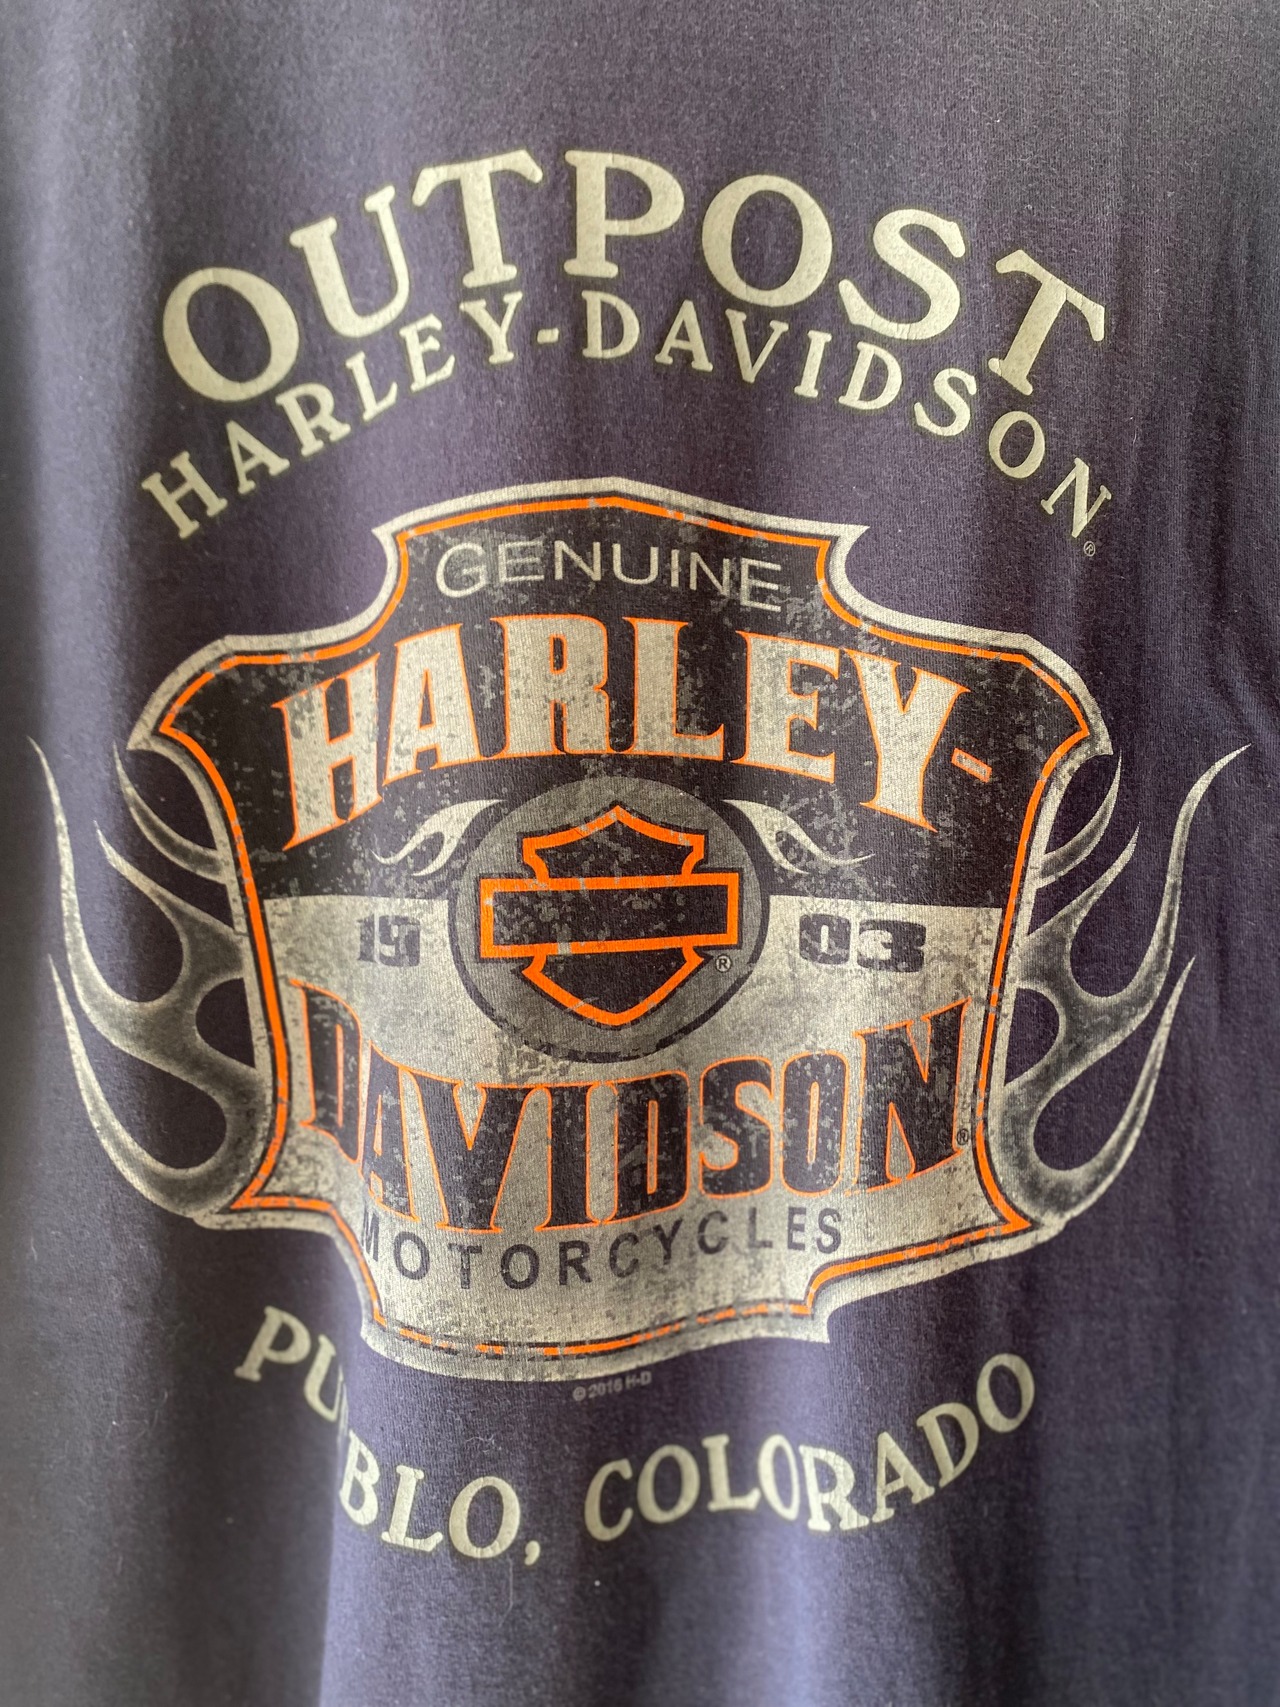 OUTPOST
HARLEY-DAVIDSON®
GENUINE
HARLEY-
19 03
®
DAVIDSON®
MOTORCYCLES
© 2016 H-D
PUEBLO, COLORADO